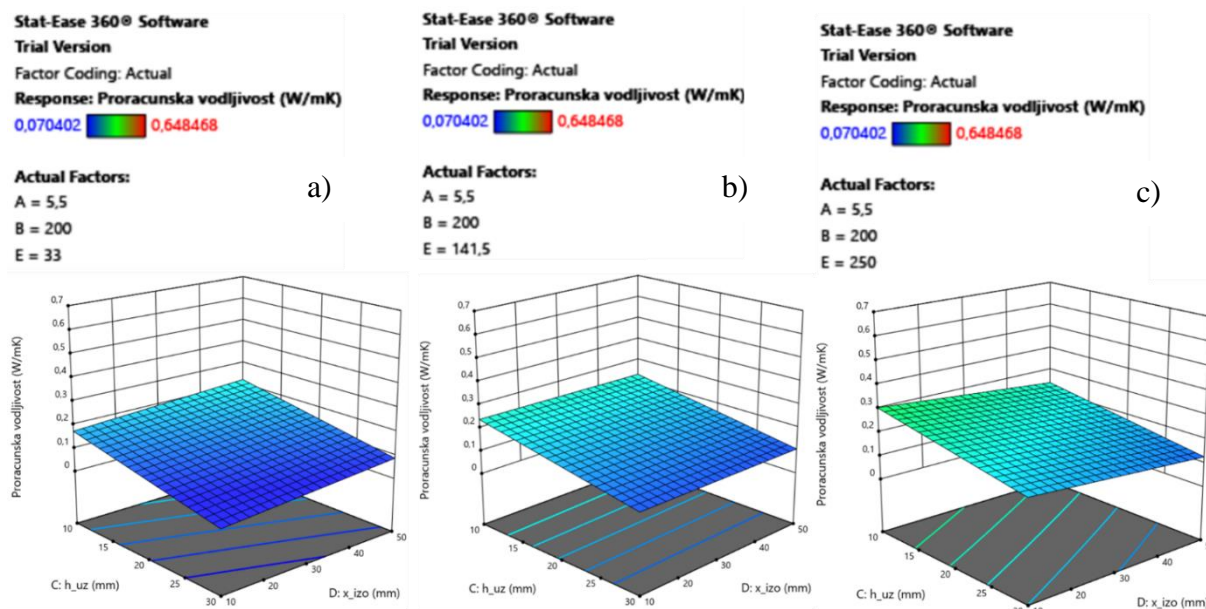 Stat-Ease 360® Software
Trial Version
Factor Coding: Actual
Response: Proracunska vodljivost (W/mK)
0,070402 0,648468
Actual Factors:
A = 5,5
B = 200
E = 33
a)
0,7
0,6
0,5
0,4
0,3
0,2
0,1
0
Proracunska vodljivost (W/mK)
10
15
20
25
30
C: h_uz (mm)
10
20
30
40
50
D: x_izo (mm)
Stat-Ease 360® Software
Trial Version
Factor Coding: Actual
Response: Proracunska vodljivost (W/mK)
0,070402 0,648468
Actual Factors:
A = 5,5
B = 200
E = 141,5
b)
0,7
0,6
0,5
0,4
0,3
0,2
0,1
0
Proracunska vodljivost (W/mK)
10
15
20
25
30
C: h_uz (mm)
10
20
30
40
50
D: x_izo (mm)
Stat-Ease 360® Software
Trial Version
Factor Coding: Actual
Response: Proracunska vodljivost (W/mK)
0,070402 0,648468
Actual Factors:
A = 5,5
B = 200
E = 250
c)
0,7
0,6
0,5
0,4
0,3
0,2
0,1
0
Proracunska vodljivost (W/mK)
10
15
20
25
C: h_uz (mm)
20
30
40
D: x_izo (mm)